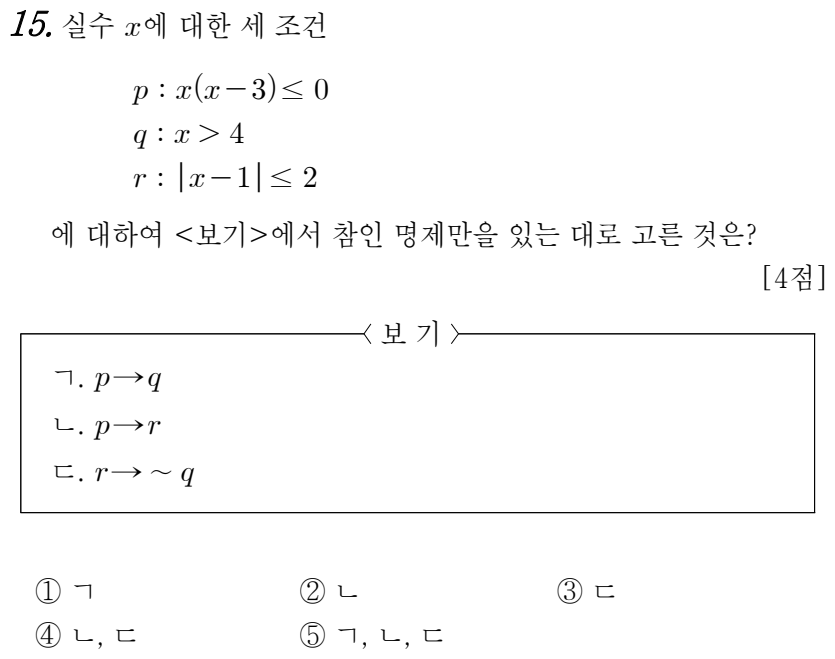 15. 실수 x에 대한 세 조건
p : x(x-3)≤ 0
q : x > 4
r : |x-1| ≤ 2
에 대하여 <보기>에서 참인 명제만을 있는 대로 고른 것은?
[4점]
〈 보 기 〉
ㄱ. p→q
ㄴ. p→r
ㄷ. r→ ~ q
① ㄱ ② ㄴ ③ ㄷ
④ ㄴ, ㄷ ⑤ ㄱ, ㄴ, ㄷ